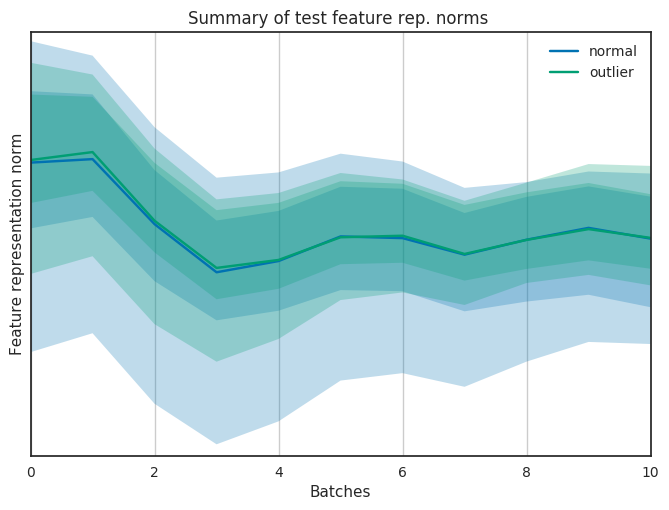 Summary of test feature rep. norms
normal
outlier
Feature representation norm
0 2 4 6 8 10
Batches